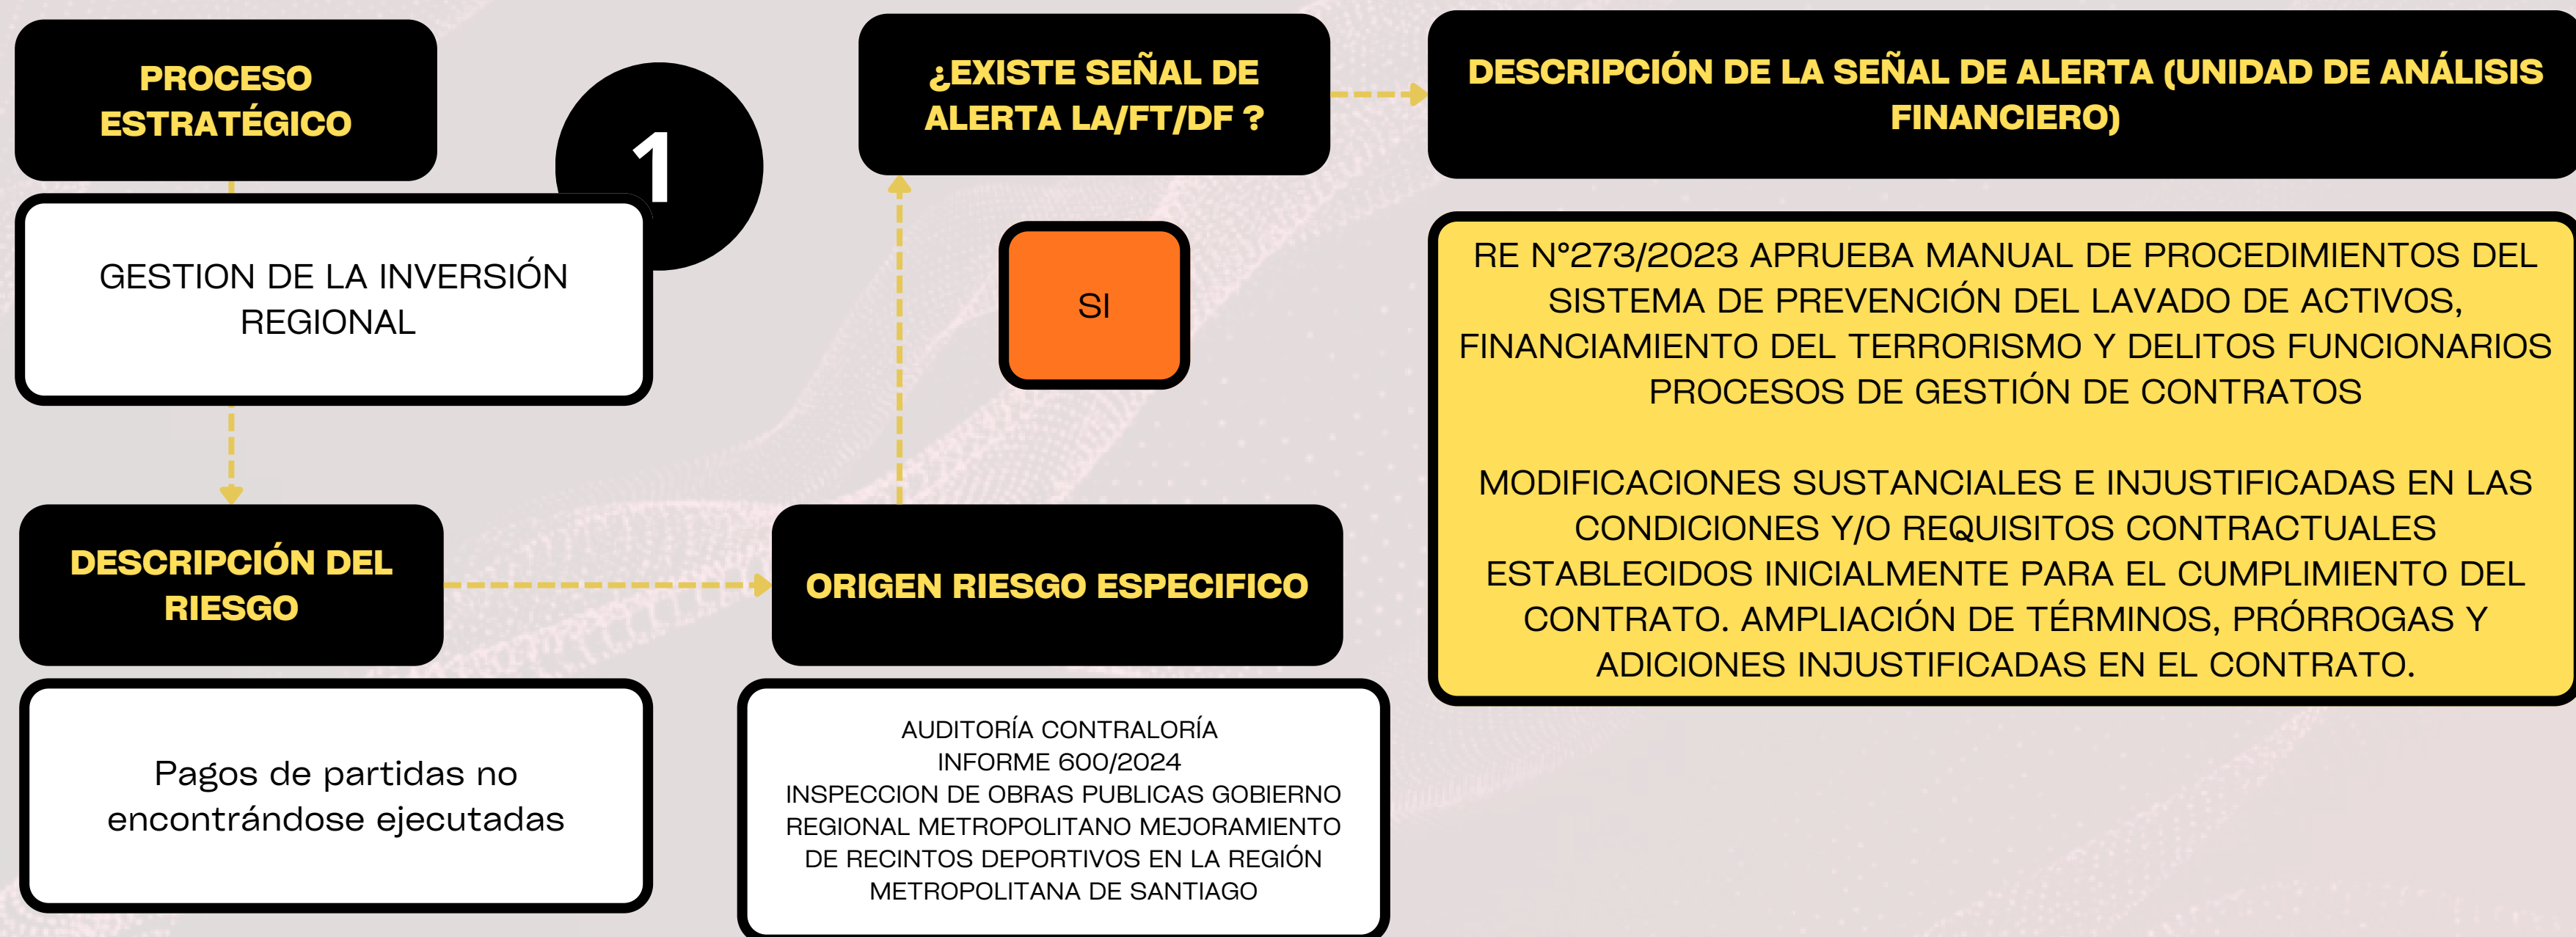 PROCESO
ESTRATÉGICO
1
GESTION DE LA INVERSIÓN
REGIONAL
DESCRIPCIÓN DEL
RIESGO
Pagos de partidas no
encontrándose ejecutadas
ORIGEN RIESGO ESPECIFICO
AUDITORÍA CONTRALORÍA
INFORME 600/2024
INSPECCION DE OBRAS PUBLICAS GOBIERNO
REGIONAL METROPOLITANO MEJORAMIENTO
DE RECINTOS DEPORTIVOS EN LA REGIÓN
METROPOLITANA DE SANTIAGO
¿EXISTE SEÑAL DE
ALERTA LA/FT/DF ?
SI
DESCRIPCIÓN DE LA SEÑAL DE ALERTA (UNIDAD DE ANÁLISIS
FINANCIERO)
RE N°273/2023 APRUEBA MANUAL DE PROCEDIMIENTOS DEL
SISTEMA DE PREVENCIÓN DEL LAVADO DE ACTIVOS,
FINANCIAMIENTO DEL TERRORISMO Y DELITOS FUNCIONARIOS
PROCESOS DE GESTIÓN DE CONTRATOS
MODIFICACIONES SUSTANCIALES E INJUSTIFICADAS EN LAS
CONDICIONES Y/O REQUISITOS CONTRACTUALES
ESTABLECIDOS INICIALMENTE PARA EL CUMPLIMIENTO DEL
CONTRATO. AMPLIACIÓN DE TÉRMINOS, PRÓRROGAS Y
ADICIONES INJUSTIFICADAS EN EL CONTRATO.